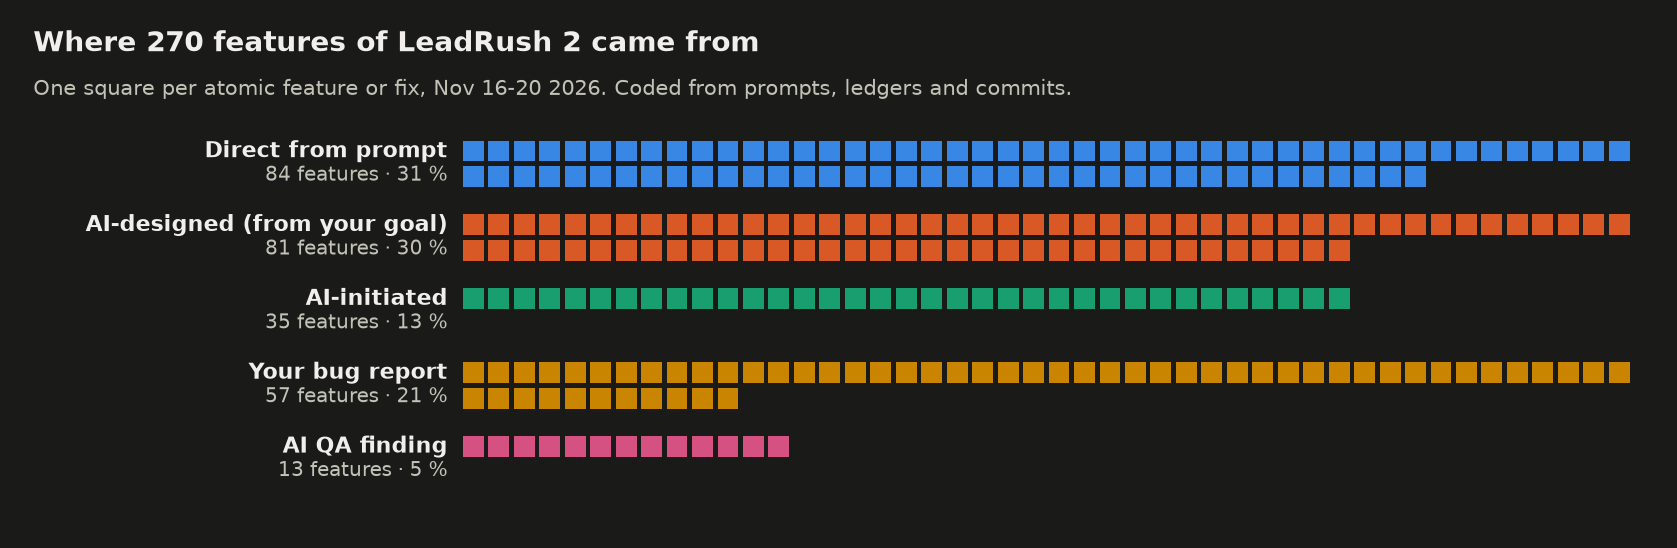 Where 270 features of LeadRush 2 came from
One square per atomic feature or fix, Nov 16-20 2026. Coded from prompts, ledgers and commits.
Direct from prompt
84 features · 31 %
AI-designed (from your goal)
81 features · 30 %
AI-initiated
35 features · 13 %
Your bug report
57 features · 21 %
AI QA finding
13 features · 5 %